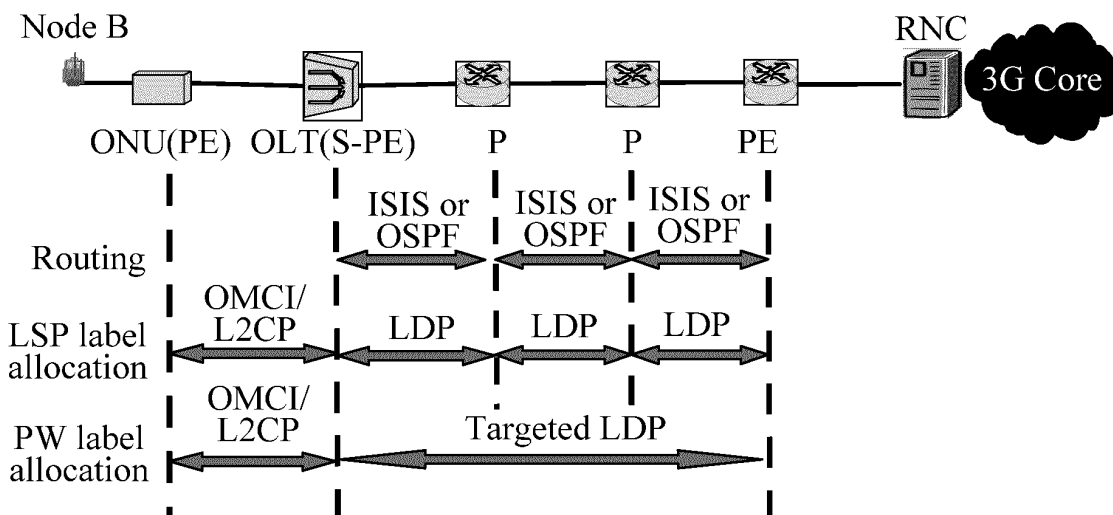 Node B
RNC
3G Core
ONU(PE)
OLT(S-PE)
P
P
PE
ISIS or
OSPF
ISIS or
OSPF
ISIS or
OSPF
Routing
OMCI/
L2CP
LDP
LDP
LDP
LSP label
allocation
OMCI/
L2CP
Targeted LDP
PW label
allocation